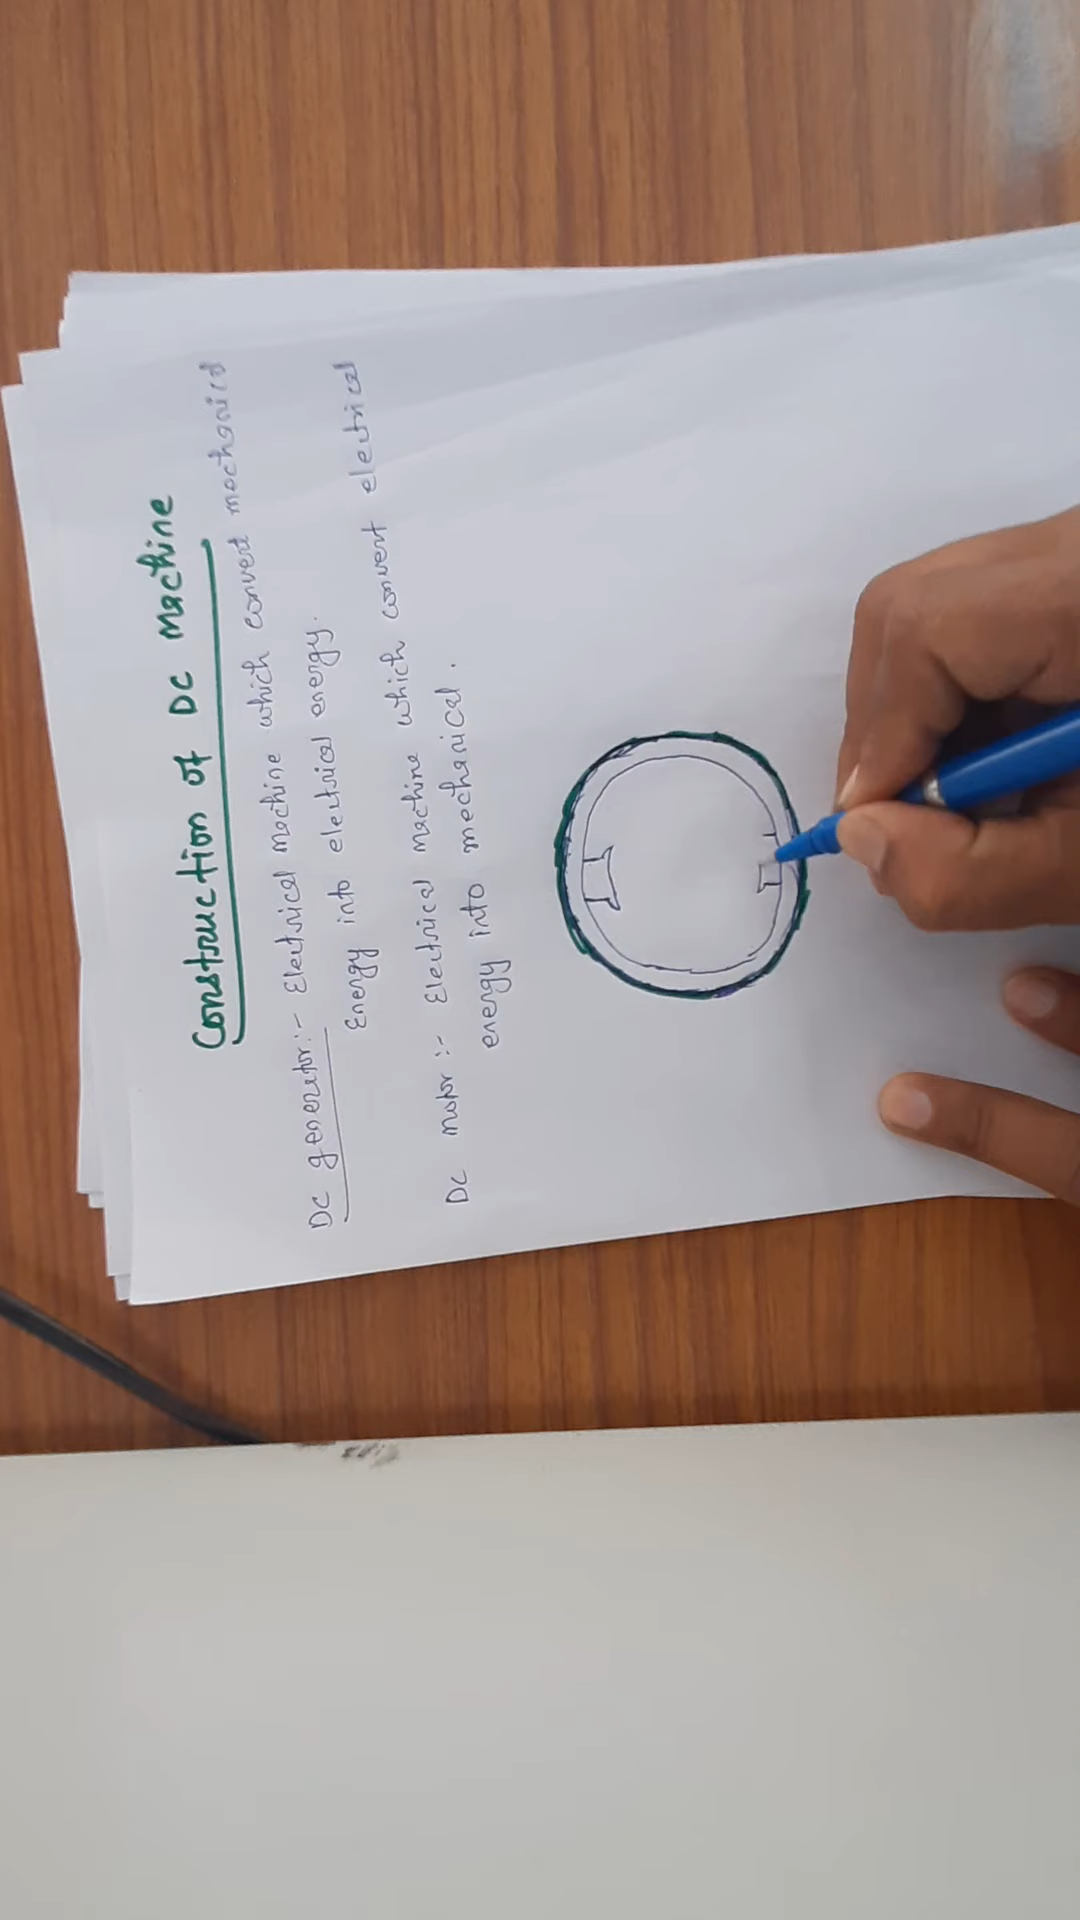 Construction of DC Machine
DC generator:- Electrical machine which convert mechanical
Energy into electrical energy.
DC motor :- Electrical machine which convert electrical
energy into mechanical.